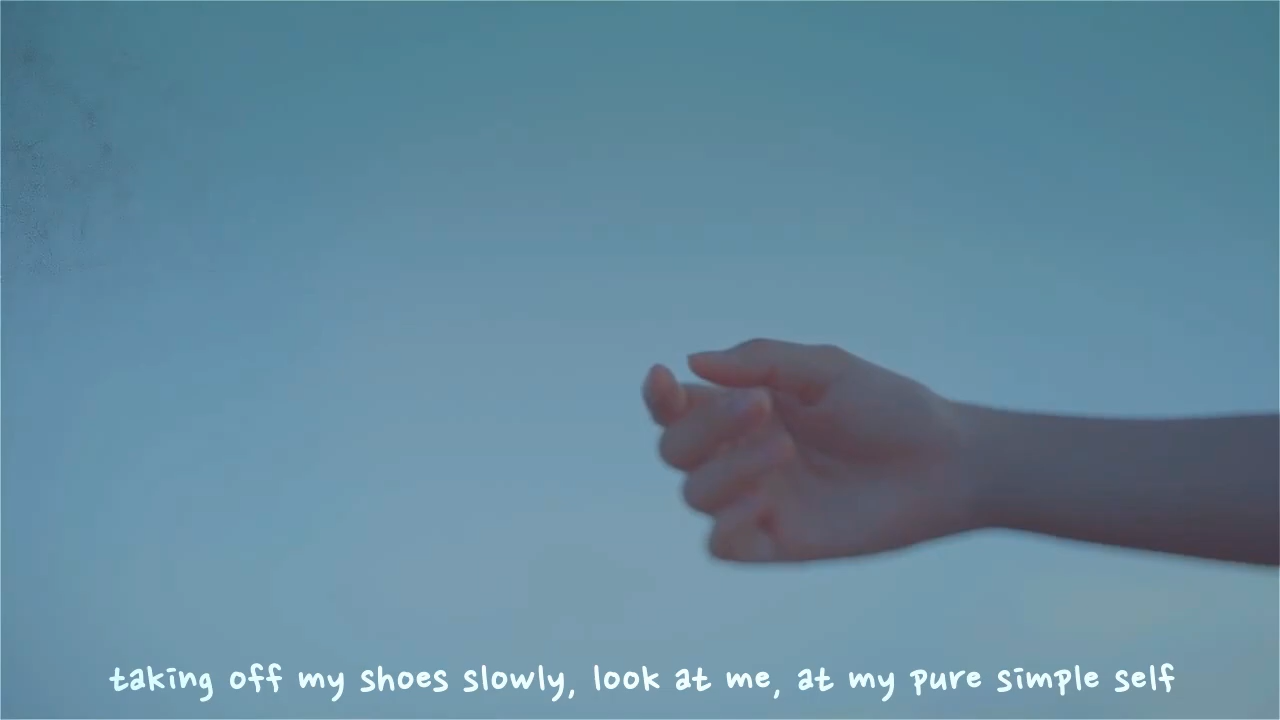 taking off my shoes slowly, look at me, at my pure simple self